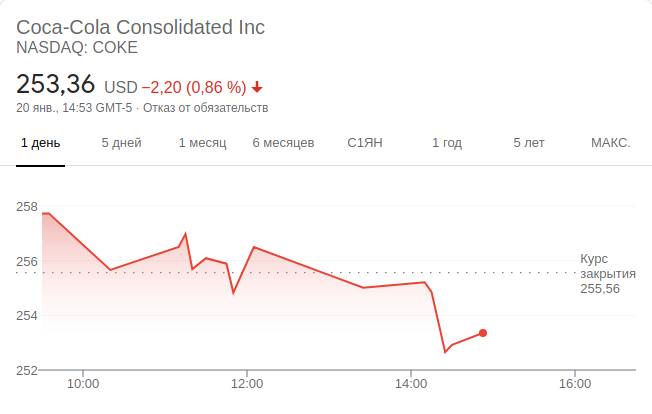 Coca-Cola Consolidated Inc
NASDAQ: COKE
253,36 USD −2,20 (0,86 %)
20 янв., 14:53 GMT-5 · Отказ от обязательств
1 день 5 дней 1 месяц 6 месяцев С1ЯН 1 год 5 лет МАКС.
258
256
254
252
Курс
закрытия
255,56
10:00 12:00 14:00 16:00